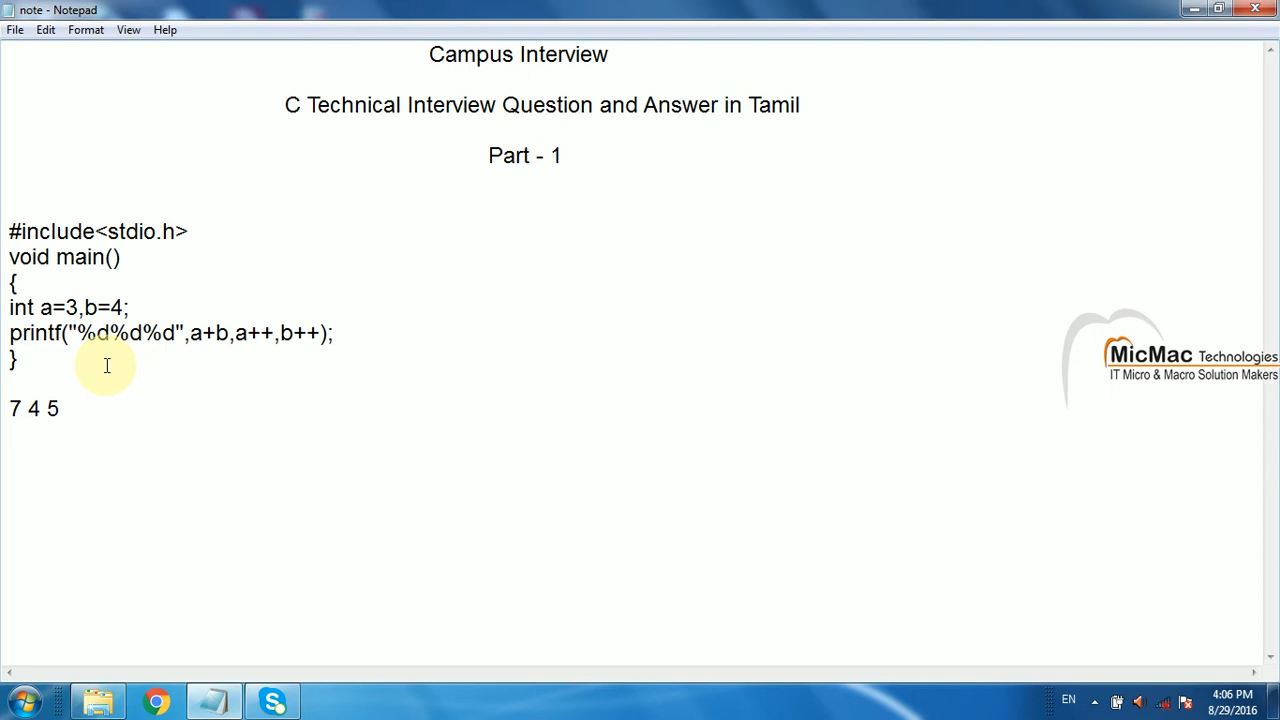 note - Notepad
File Edit Format View Help
Campus Interview
C Technical Interview Question and Answer in Tamil
Part - 1
#include<stdio.h>
void main()
{
int a=3,b=4;
printf("%d%d%d",a+b,a++,b++);
}
7 4 5
MicMac Technologies
IT Micro & Macro Solution Makers
EN
4:06 PM
8/29/2016